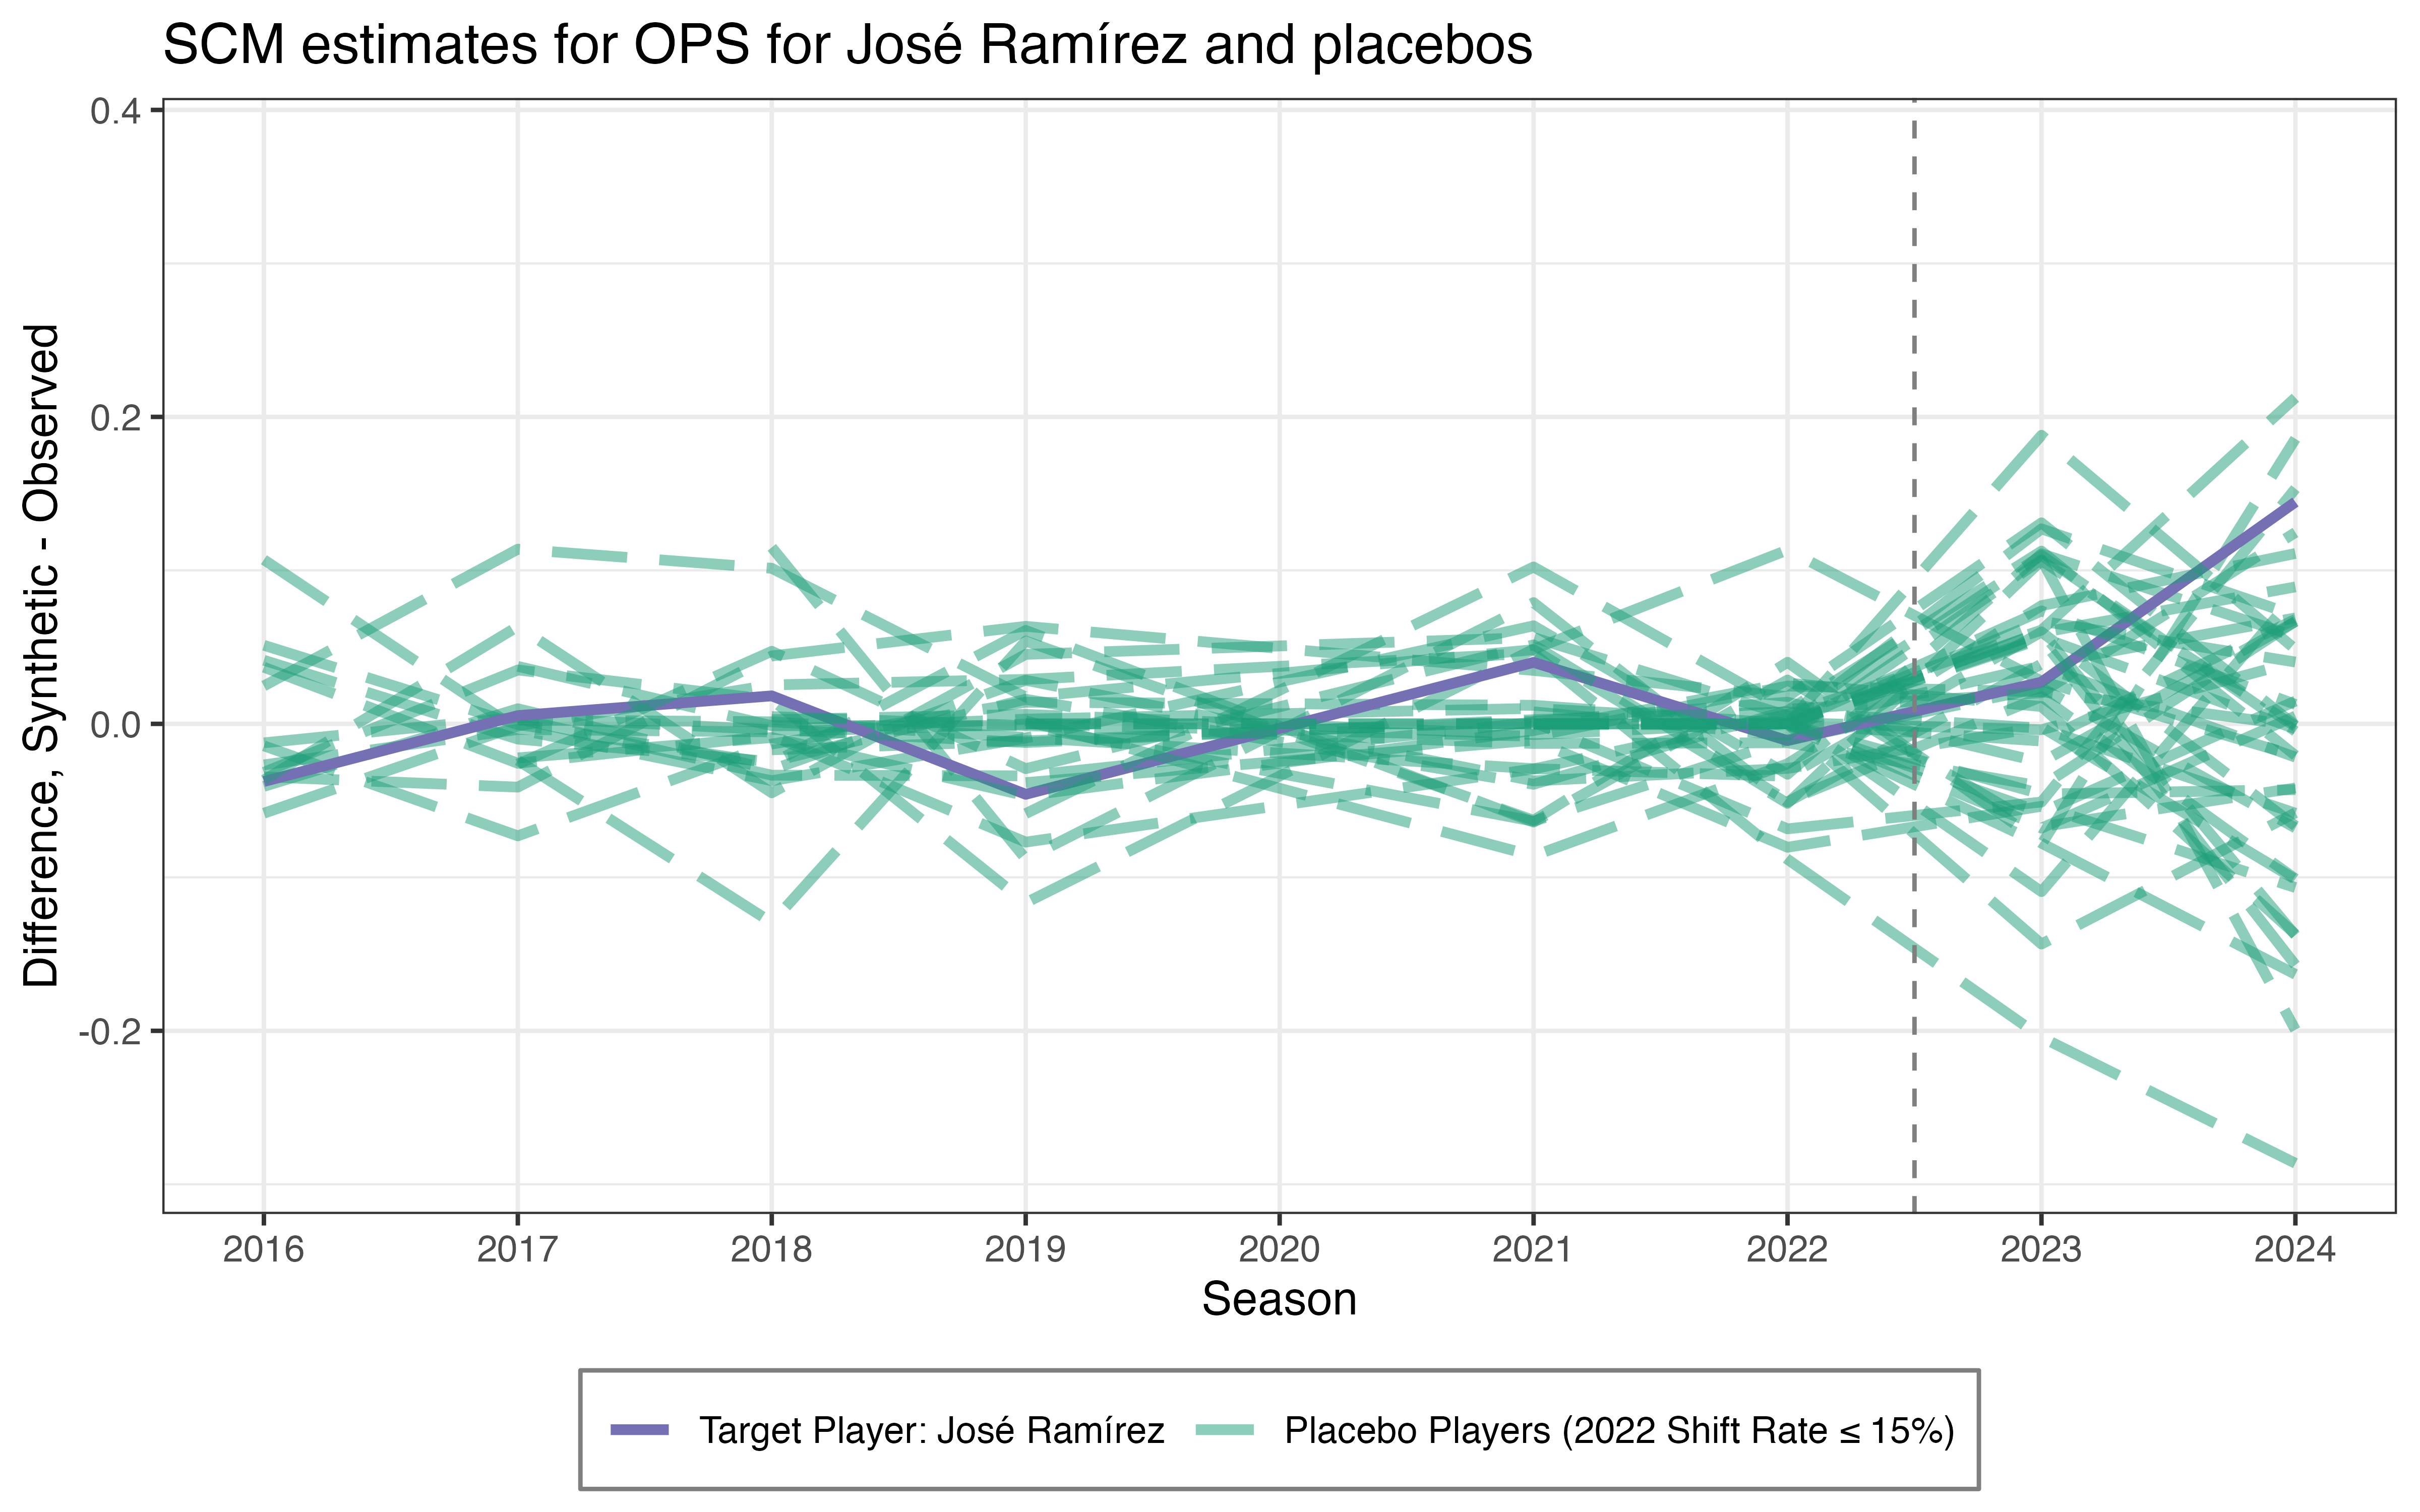 SCM estimates for OPS for José Ramírez and placebos
Difference, Synthetic - Observed
0.4
0.2
0.0
-0.2
2016 2017 2018 2019 2020 2021 2022 2023 2024
Season
Target Player: José Ramírez Placebo Players (2022 Shift Rate ≤ 15%)